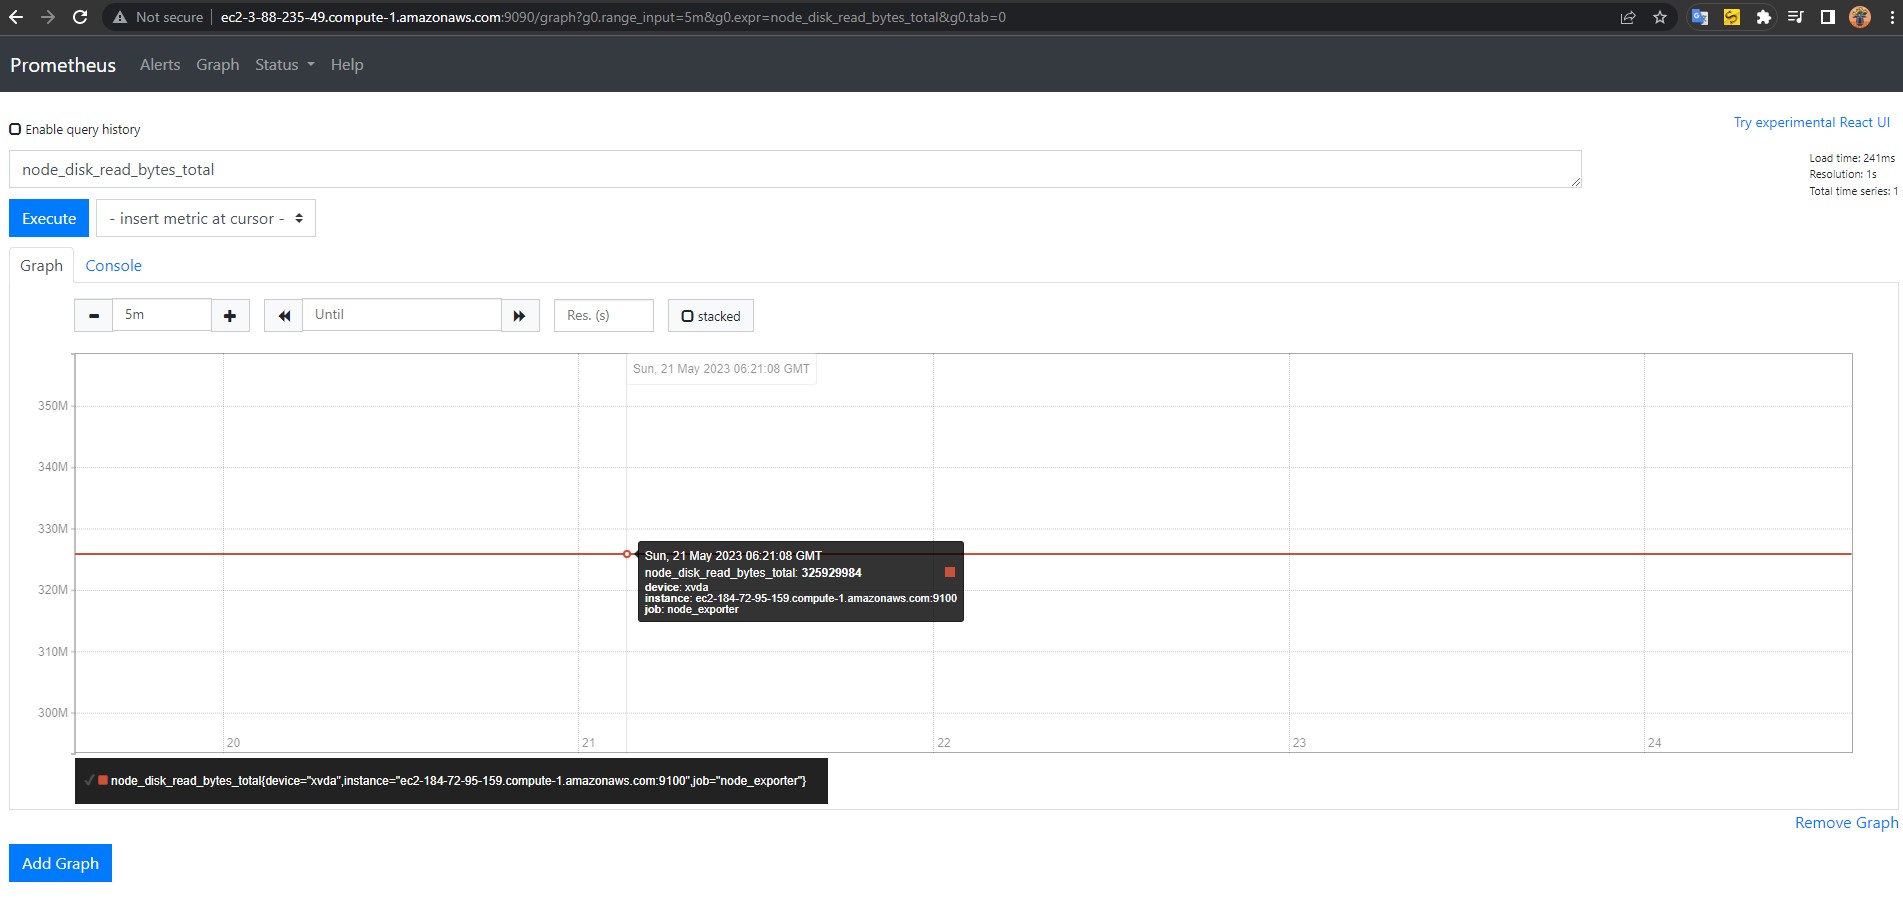 Not secure ec2-3-88-235-49.compute-1.amazonaws.com:9090/graph?g0.range_input=5m&g0.expr=node_disk_read_bytes_total&g0.tab=0
Prometheus Alerts Graph Status Help
Enable query history
Try experimental React UI
node_disk_read_bytes_total
Load time: 241ms
Resolution: 1s
Total time series: 1
Execute - insert metric at cursor -
Graph Console
5m Until Res. (s) stacked
Sun, 21 May 2023 06:21:08 GMT
350M
340M
330M
Sun, 21 May 2023 06:21:08 GMT
node_disk_read_bytes_total: 325929984
device: xvda
instance: ec2-184-72-95-159.compute-1.amazonaws.com:9100
job: node_exporter
320M
310M
300M
20 21 22 23 24
node_disk_read_bytes_total{device="xvda",instance="ec2-184-72-95-159.compute-1.amazonaws.com:9100",job="node_exporter"}
Remove Graph
Add Graph